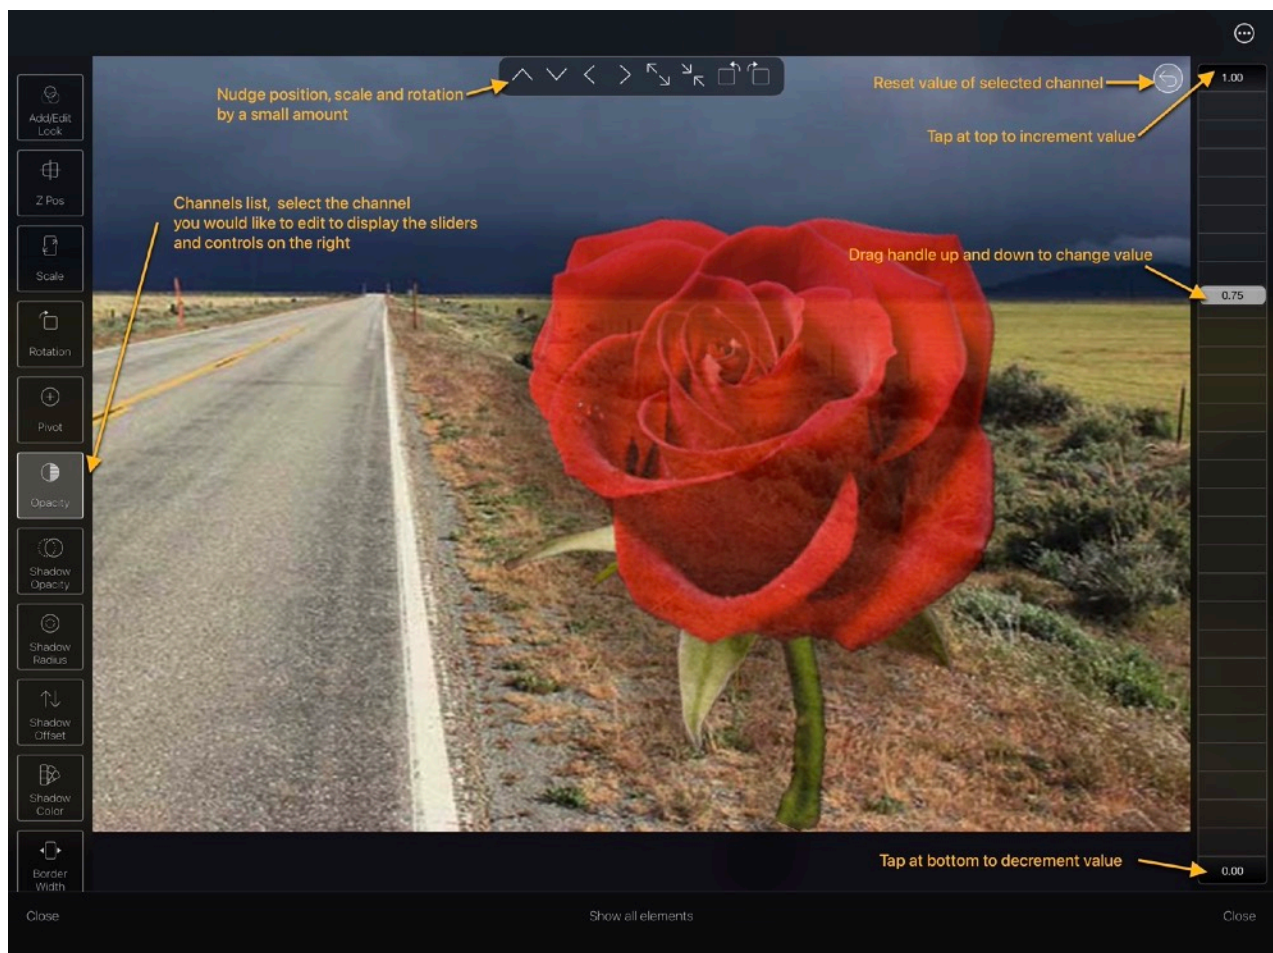 Nudge position, scale and rotation
by a small amount
Reset value of selected channel
1.00
Tap at top to increment value
Add/Edit
Look
Z Pos
Channels list, select the channel
you would like to edit to display the sliders
and controls on the right
Scale
Drag handle up and down to change value
0.75
Rotation
Pivot
Opacity
Shadow
Opacity
Shadow
Radius
Shadow
Offset
Shadow
Color
Border
Width
Tap at bottom to decrement value
0.00
Close
Show all elements
Close